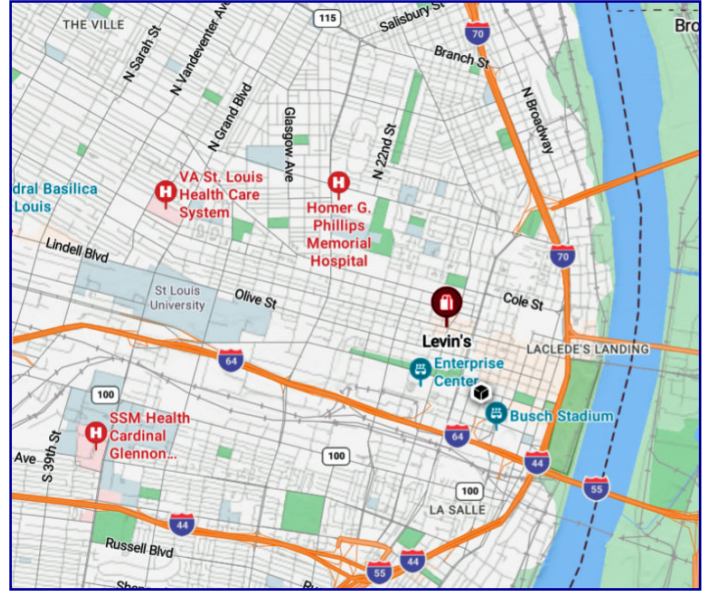 115
Salisbury St
THE VILLE
Bro
70
N Sarah St
N Vandeventer Ave
Branch St
N Grand Blvd
Glasgow Ave
N 22nd St
N Broadway
H
VA St. Louis
Health Care
System
H
Homer G.
Phillips
Memorial
Hospital
dral Basilica
Louis
Lindell Blvd
70
St Louis
University
Olive St
Cole St
Levin's
LACLEDE'S LANDING
64
Enterprise
Center
100
Busch Stadium
H
SSM Health
Cardinal
Glennon...
64
S 39th St
Ave
100
44
55
100
LA SALLE
44
Russell Blvd
44
55